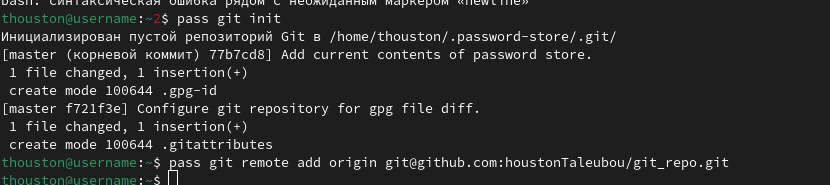 bash: синтаксическая ошибка рядом с неожиданным маркером «newline»
thouston@username:~2$ pass git init
Инициализирован пустой репозиторий Git в /home/thouston/.password-store/.git/
[master (корневой коммит) 77b7cd8] Add current contents of password store.
 1 file changed, 1 insertion(+)
 create mode 100644 .gpg-id
[master f721f3e] Configure git repository for gpg file diff.
 1 file changed, 1 insertion(+)
 create mode 100644 .gitattributes
thouston@username:~$ pass git remote add origin git@github.com:houstonTaleubou/git_repo.git
thouston@username:~$